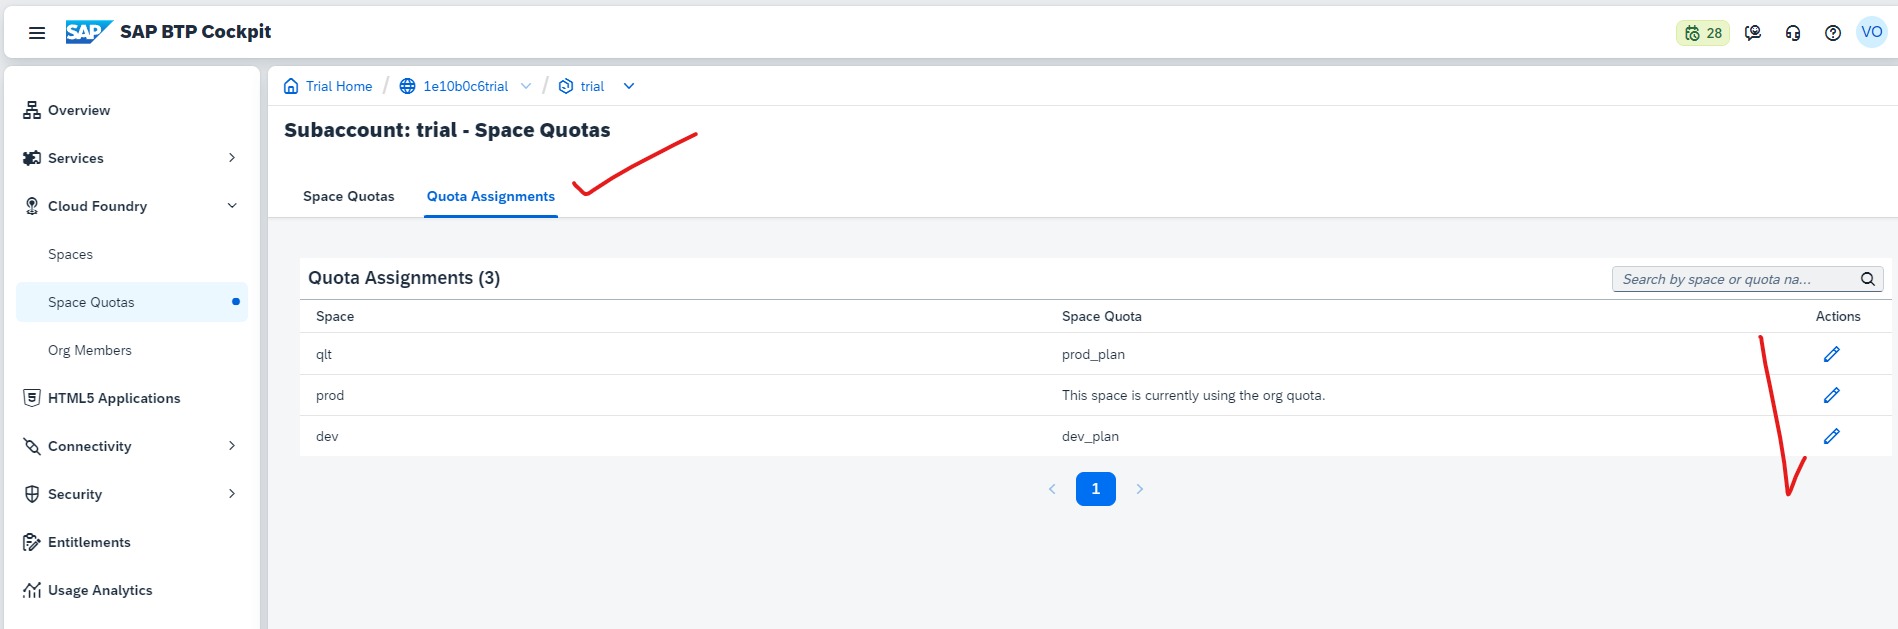 SAP SAP BTP Cockpit 28 VO
Trial Home / 1e10b0c6trial / trial
Subaccount: trial - Space Quotas
Space Quotas Quota Assignments
Overview
Services
Cloud Foundry
Spaces
Space Quotas
Org Members
HTML5 Applications
Connectivity
Security
Entitlements
Usage Analytics
Quota Assignments (3) Search by space or quota na...
Space Space Quota Actions
qlt prod_plan
prod This space is currently using the org quota.
dev dev_plan
1